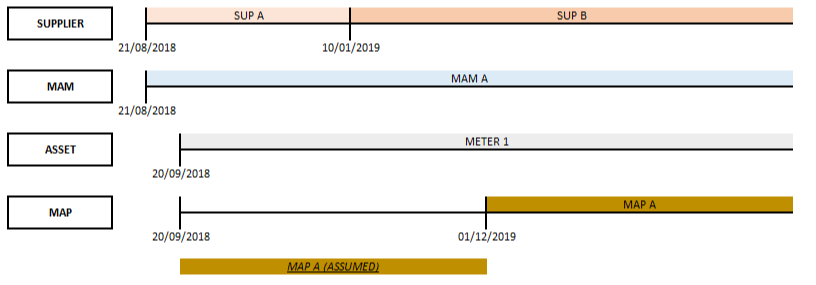 SUPPLIER
SUP A
SUP B
21/08/2018
10/01/2019
MAM
MAM A
21/08/2018
ASSET
METER 1
20/09/2018
MAP
MAP A
20/09/2018
01/12/2019
MAP A (ASSUMED)